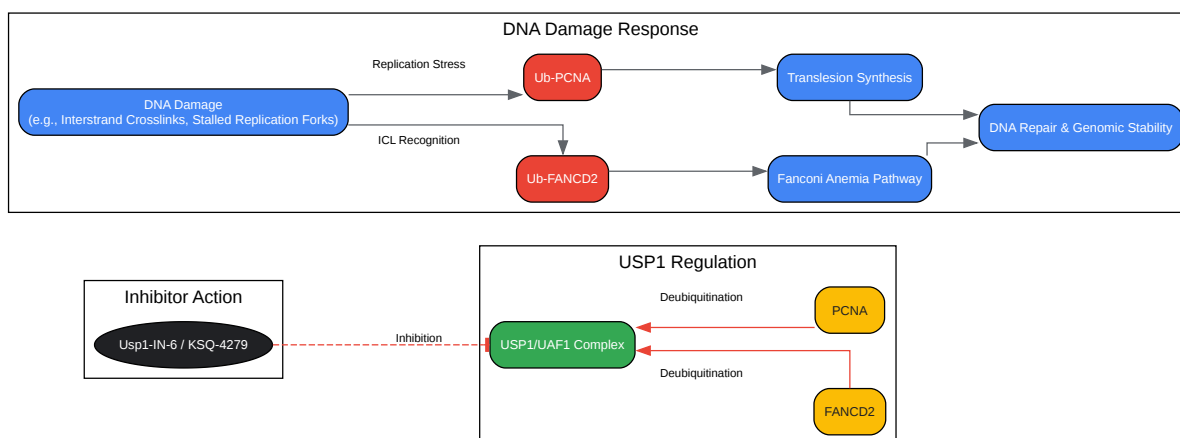 DNA Damage Response
Replication Stress
Ub-PCNA
Translesion Synthesis
DNA Damage
(e.g., Interstrand Crosslinks, Stalled Replication Forks)
DNA Repair & Genomic Stability
ICL Recognition
Ub-FANCD2
Fanconi Anemia Pathway
USP1 Regulation
Inhibitor Action
Deubiquitination
PCNA
Usp1-IN-6 / KSQ-4279
Inhibition
USP1/UAF1 Complex
Deubiquitination
FANCD2